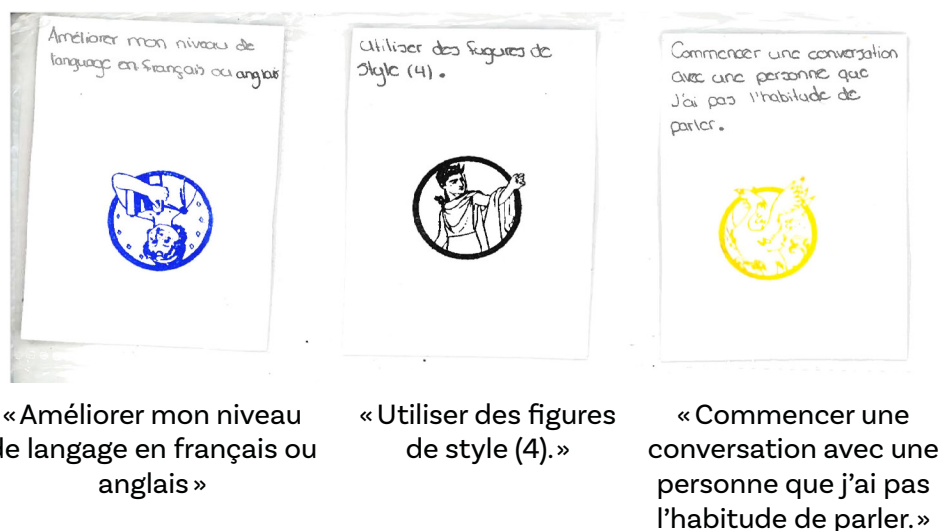 Améliorer mon niveau de
language en français ou anglais
Utiliser des fugures de
style (4).
Commencer une conversation
avec une personne que
J'ai pas l'habitude de
parler.
«Améliorer mon niveau
de langage en français ou
anglais»
«Utiliser des figures
de style (4).»
«Commencer une
conversation avec une
personne que j’ai pas
l’habitude de parler.»